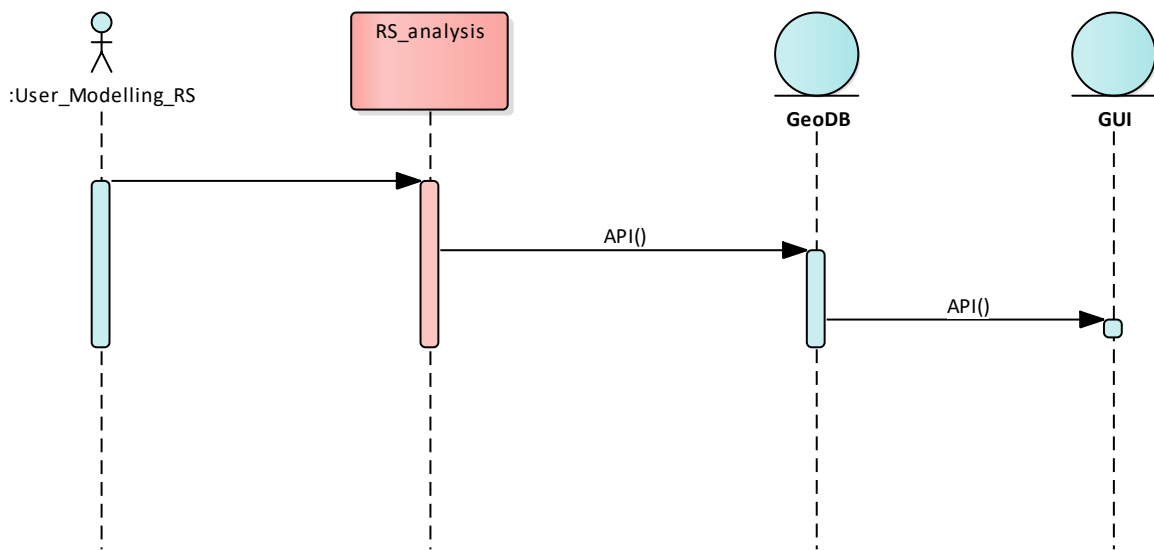 RS_analysis
:User_Modelling_RS
GeoDB
GUI
API()
API()